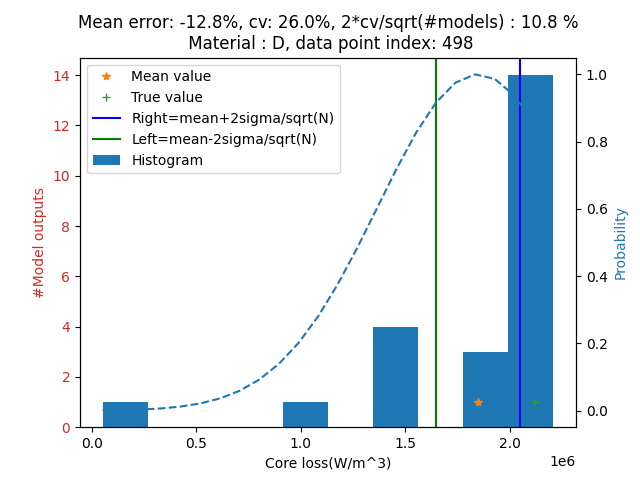 Mean error: -12.8%, cv: 26.0%, 2*cv/sqrt(#models) : 10.8 %
Material : D, data point index: 498
Mean value
True value
Right=mean+2sigma/sqrt(N)
Left=mean-2sigma/sqrt(N)
Histogram
14
12
10
8
6
4
2
0
#Model outputs
1.0
0.8
0.6
0.4
0.2
0.0
Probability
0.0 0.5 1.0 1.5 2.0
1e6
Core loss(W/m^3)